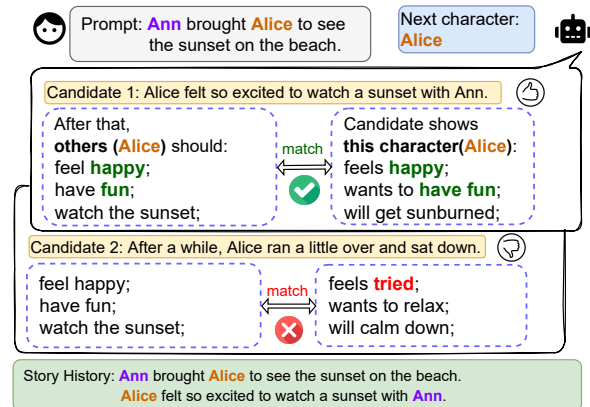 Prompt: Ann brought Alice to see
the sunset on the beach.
Next character:
Alice
Candidate 1: Alice felt so excited to watch a sunset with Ann.
After that,
others (Alice) should:
feel happy;
have fun;
watch the sunset;
match
Candidate shows
this character(Alice):
feels happy;
wants to have fun;
will get sunburned;
Candidate 2: After a while, Alice ran a little over and sat down.
feel happy;
have fun;
watch the sunset;
match
feels tried;
wants to relax;
will calm down;
Story History: Ann brought Alice to see the sunset on the beach.
Alice felt so excited to watch a sunset with Ann.